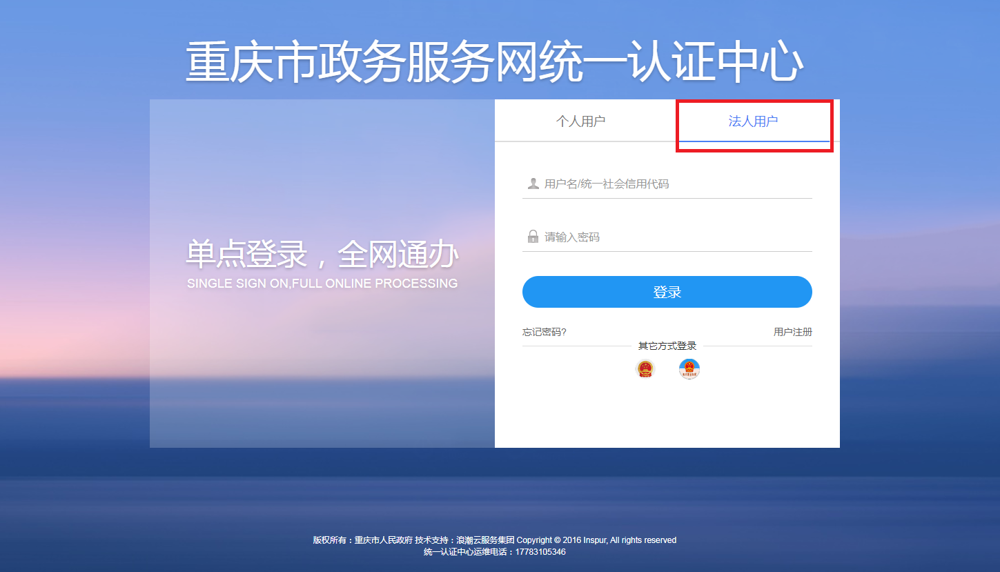 重庆市政务服务网统一认证中心
个人用户
法人用户
用户名/统一社会信用代码
请输入密码
单点登录，全网通办
SINGLE SIGN ON,FULL ONLINE PROCESSING
登录
忘记密码?
用户注册
其它方式登录
版权所有：重庆市人民政府 技术支持：浪潮云服务集团 Copyright © 2016 Inspur, All rights reserved
统一认证中心运维电话：17783105346